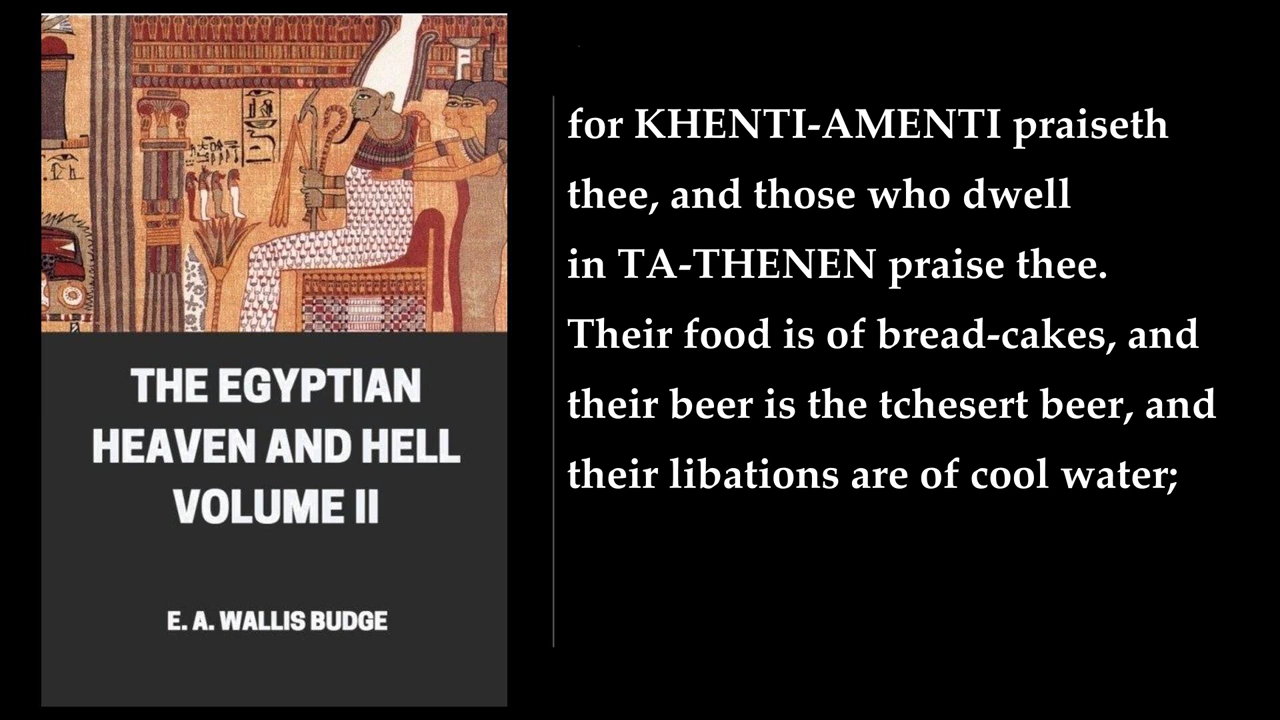 THE EGYPTIAN
HEAVEN AND HELL
VOLUME II
E. A. WALLIS BUDGE
for KHENTI-AMENTI praiseth
thee, and those who dwell
in TA-THENEN praise thee.
Their food is of bread-cakes, and
their beer is the tchesert beer, and
their libations are of cool water;